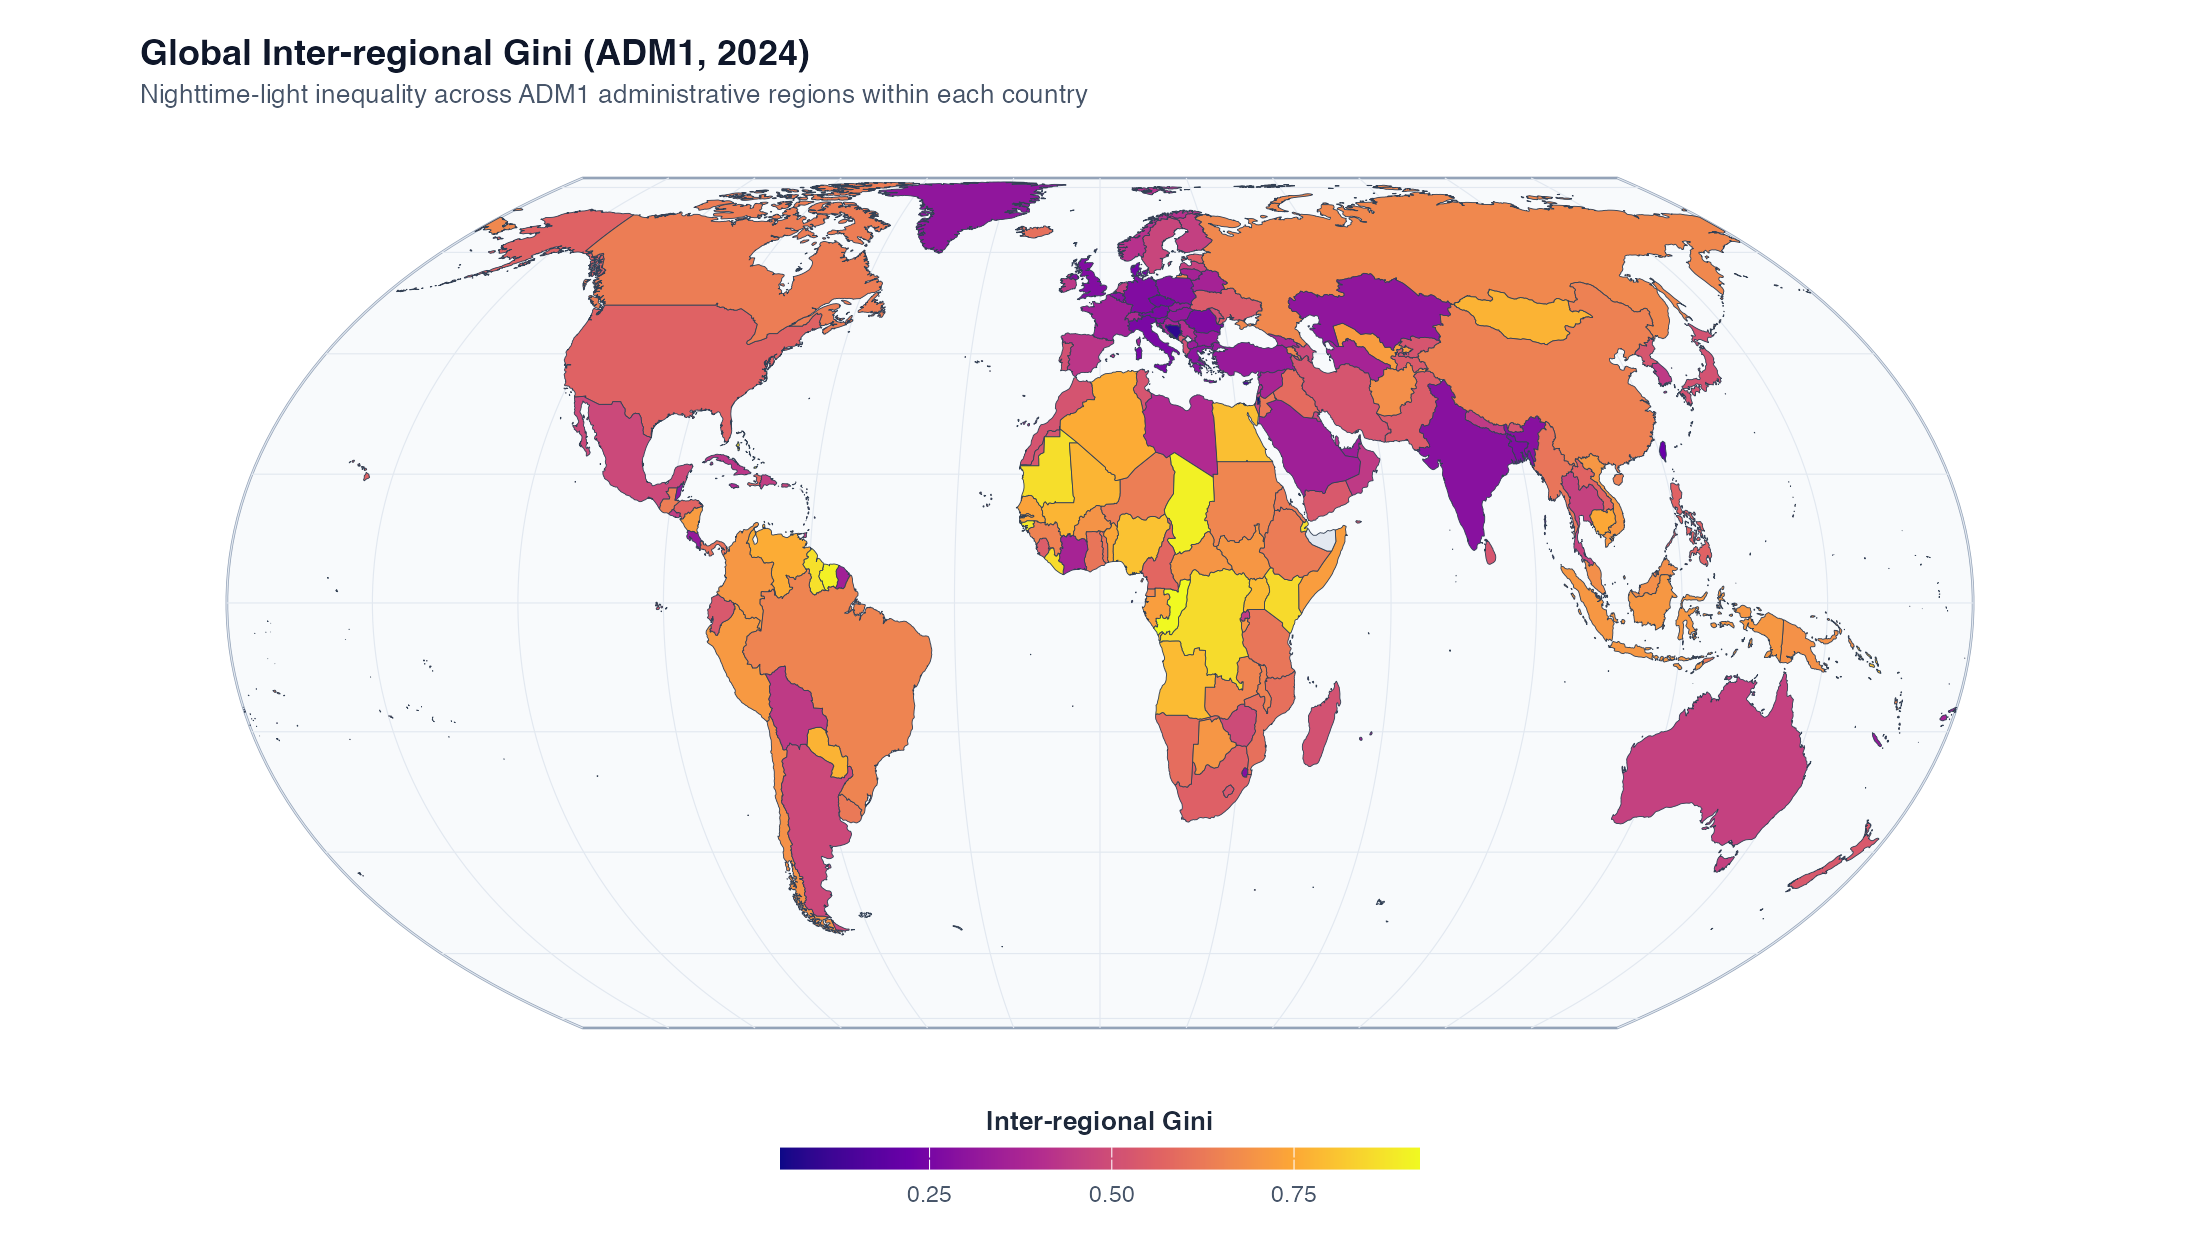 Global Inter-regional Gini (ADM1, 2024)
Nighttime-light inequality across ADM1 administrative regions within each country
Inter-regional Gini
0.25 0.50 0.75